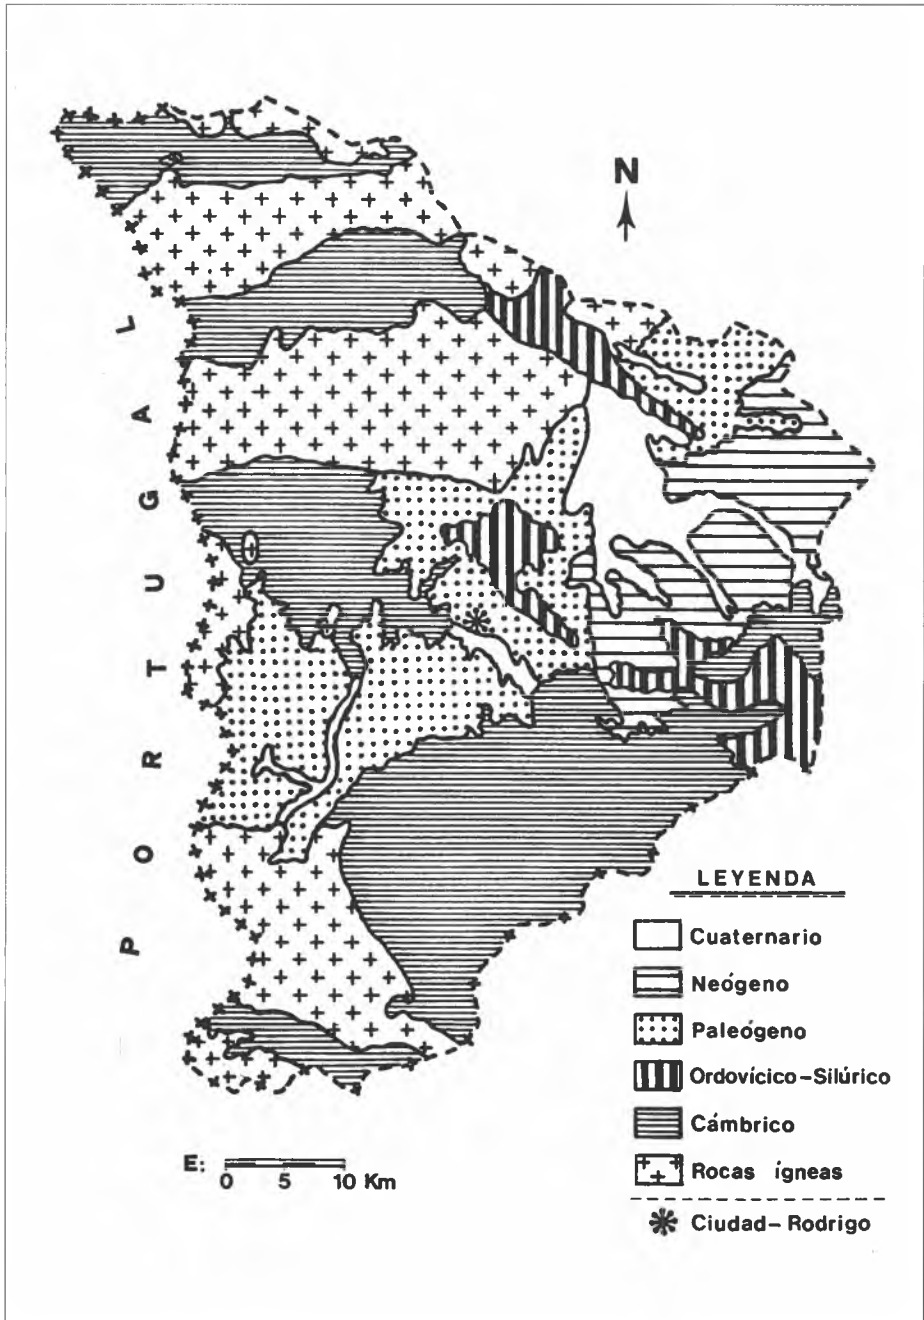 N
PORTUGAL
LEYENDA
Cuaternario
Neógeno
Paleógeno
Ordovícico-Silúrico
Cámbrico
Rocas ígneas
Ciudad-Rodrigo
E:
0 5 10 Km